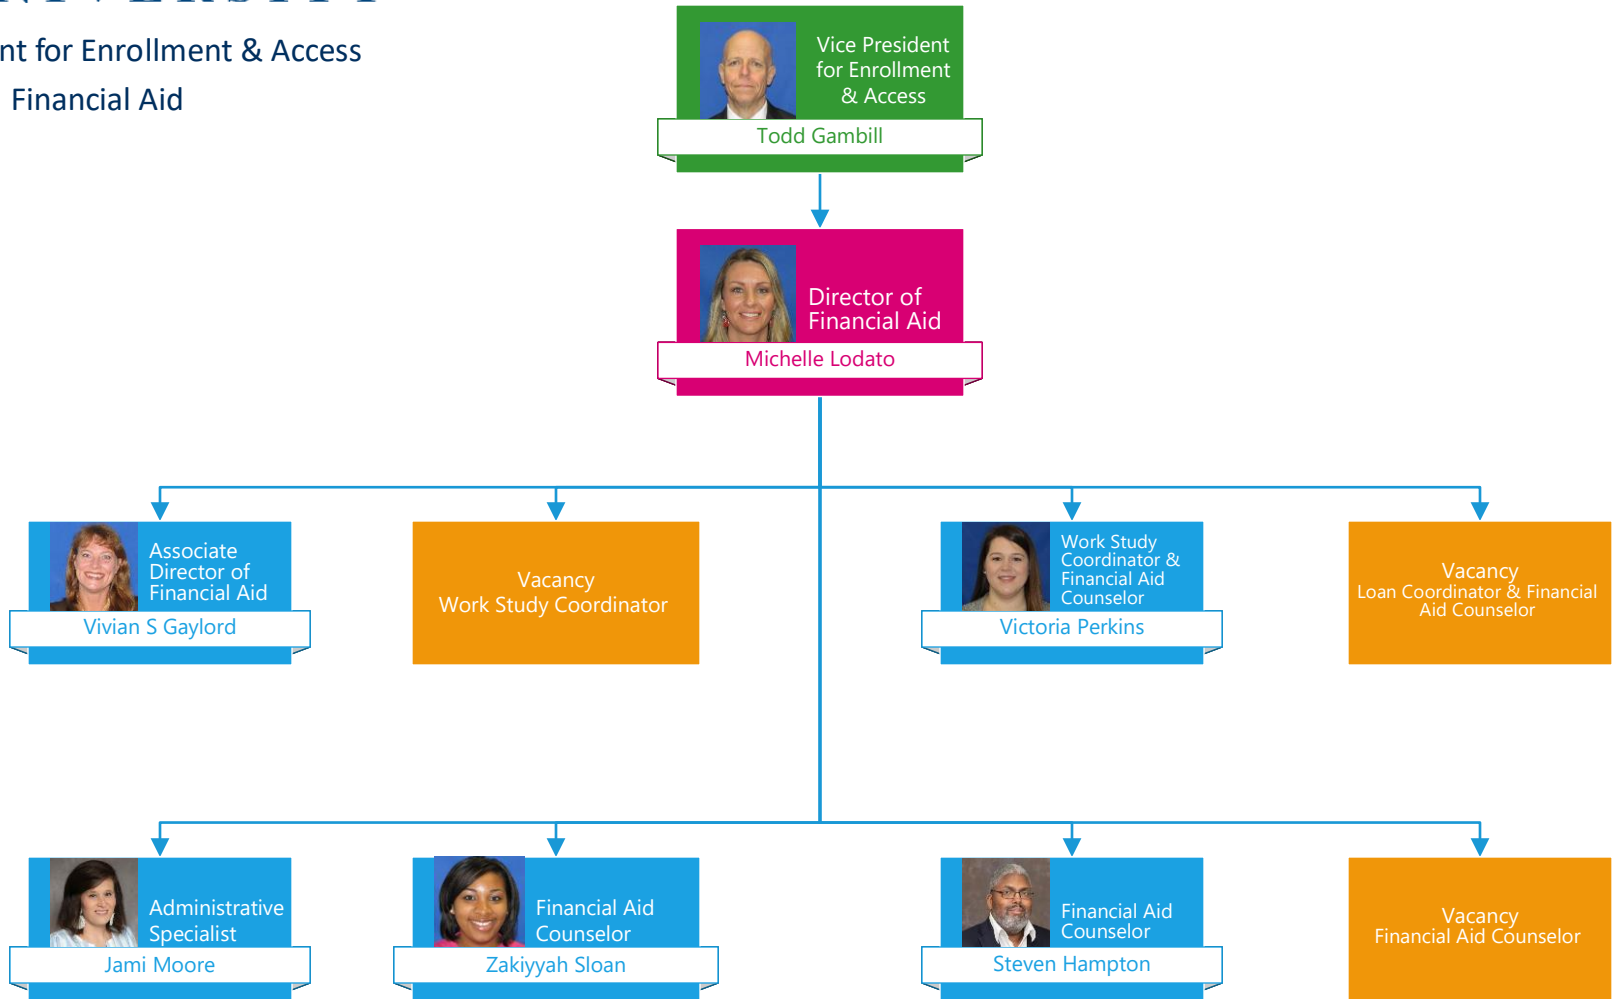 nt for Enrollment & Access
Financial Aid
Vice President
for Enrollment
& Access
Todd Gambill
Director of
Financial Aid
Michelle Lodato
Associate
Director of
Financial Aid
Vivian S Gaylord
Vacancy
Work Study Coordinator
Work Study
Coordinator &
Financial Aid
Counselor
Victoria Perkins
Vacancy
Loan Coordinator & Financial
Aid Counselor
Administrative
Specialist
Jami Moore
Financial Aid
Counselor
Zakiyyah Sloan
Financial Aid
Counselor
Steven Hampton
Vacancy
Financial Aid Counselor